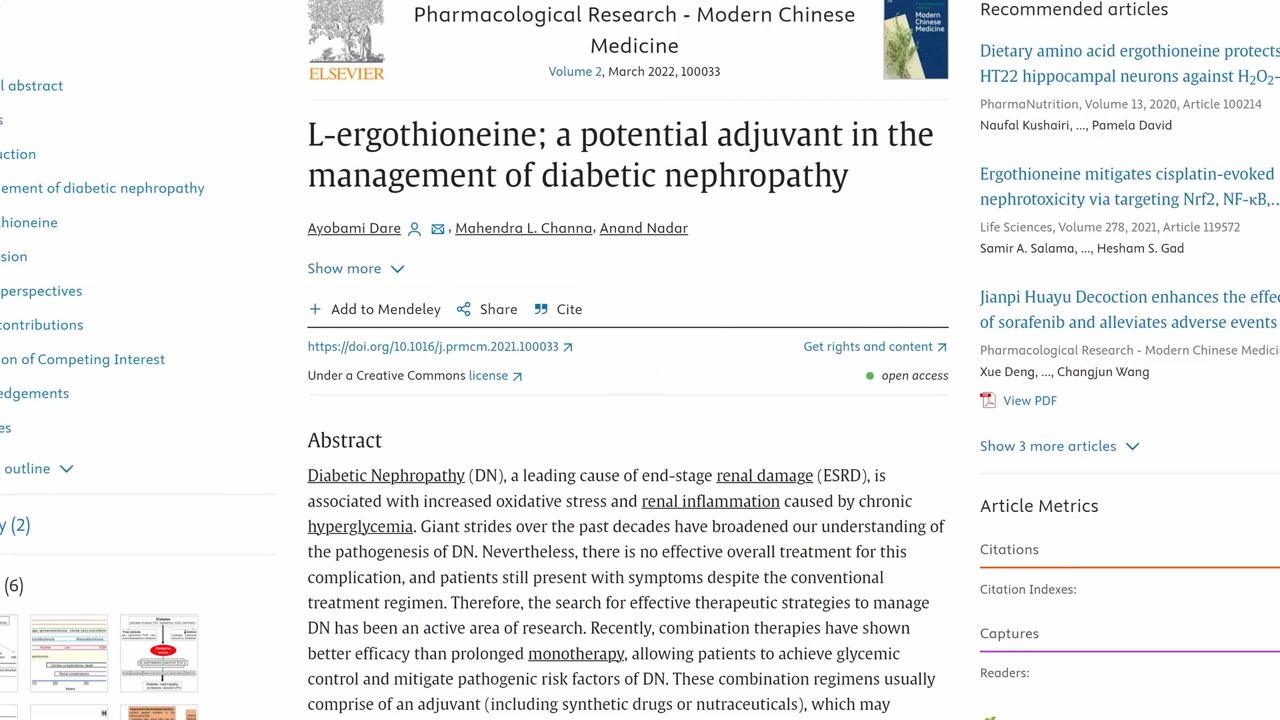 l abstract
s
uction
ement of diabetic nephropathy
hioneine
sion
perspectives
contributions
on of Competing Interest
edgements
es
outline
y (2)
(6)
ELSEVIER
Pharmacological Research - Modern Chinese
Medicine
Volume 2, March 2022, 100033
Modern
Chinese
Medicine
L-ergothioneine; a potential adjuvant in the
management of diabetic nephropathy
Ayobami Dare , Mahendra L. Channa, Anand Nadar
Show more
Add to Mendeley Share Cite
https://doi.org/10.1016/j.prmcm.2021.100033 Get rights and content
Under a Creative Commons license open access
Abstract
Diabetic Nephropathy (DN), a leading cause of end-stage renal damage (ESRD), is
associated with increased oxidative stress and renal inflammation caused by chronic
hyperglycemia. Giant strides over the past decades have broadened our understanding of
the pathogenesis of DN. Nevertheless, there is no effective overall treatment for this
complication, and patients still present with symptoms despite the conventional
treatment regimen. Therefore, the search for effective therapeutic strategies to manage
DN has been an active area of research. Recently, combination therapies have shown
better efficacy than prolonged monotherapy, allowing patients to achieve glycemic
control and mitigate pathogenic risk factors of DN. These combination regimens usually
comprise of an adjuvant (including synthetic drugs or nutraceuticals), which may
Recommended articles
Dietary amino acid ergothioneine protects
HT22 hippocampal neurons against H₂O₂-
PharmaNutrition, Volume 13, 2020, Article 100214
Naufal Kushairi, ..., Pamela David
Ergothioneine mitigates cisplatin-evoked
nephrotoxicity via targeting Nrf2, NF-κB,..
Life Sciences, Volume 278, 2021, Article 119572
Samir A. Salama, ..., Hesham S. Gad
Jianpi Huayu Decoction enhances the effe
of sorafenib and alleviates adverse events
Pharmacological Research - Modern Chinese Medici
Xue Deng, ..., Changjun Wang
View PDF
Show 3 more articles
Article Metrics
Citations
Citation Indexes:
Captures
Readers: